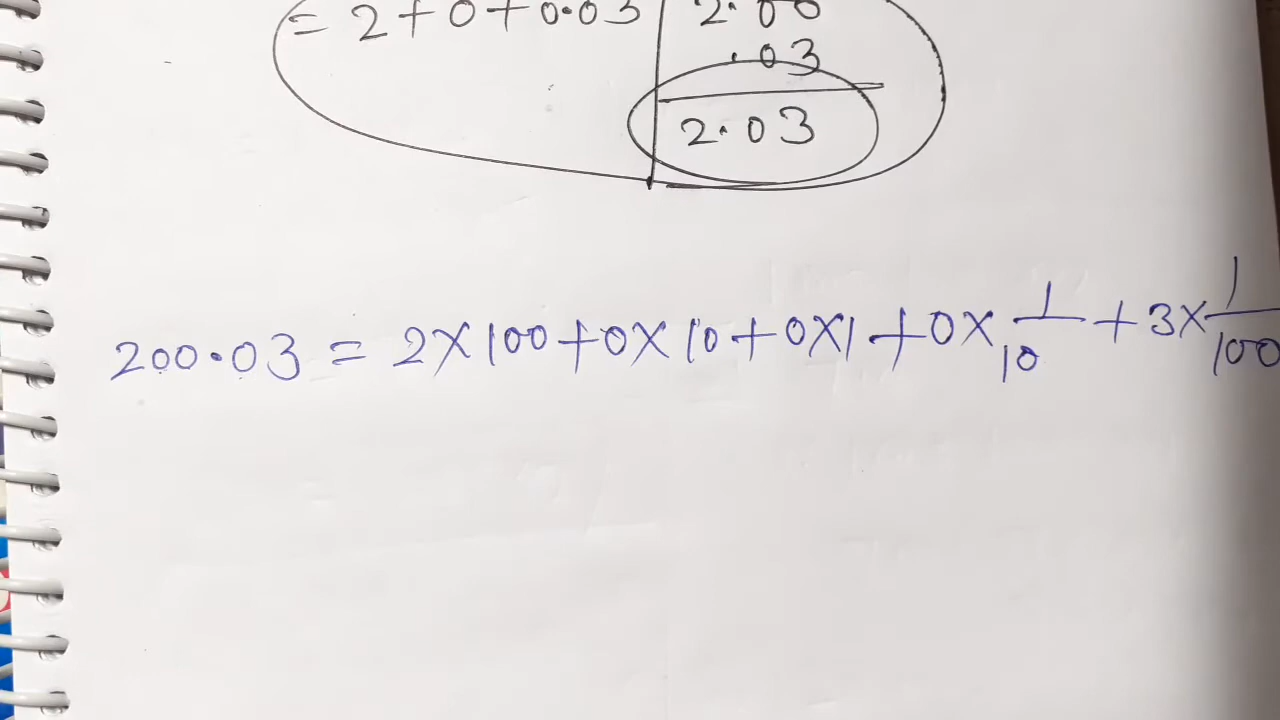 = 2 + 0 + 0.03 | 2.00
.03
2.03
200.03 = 2 × 100 + 0 × 10 + 0 × 1 + 0 × 1/10 + 3 × 1/100